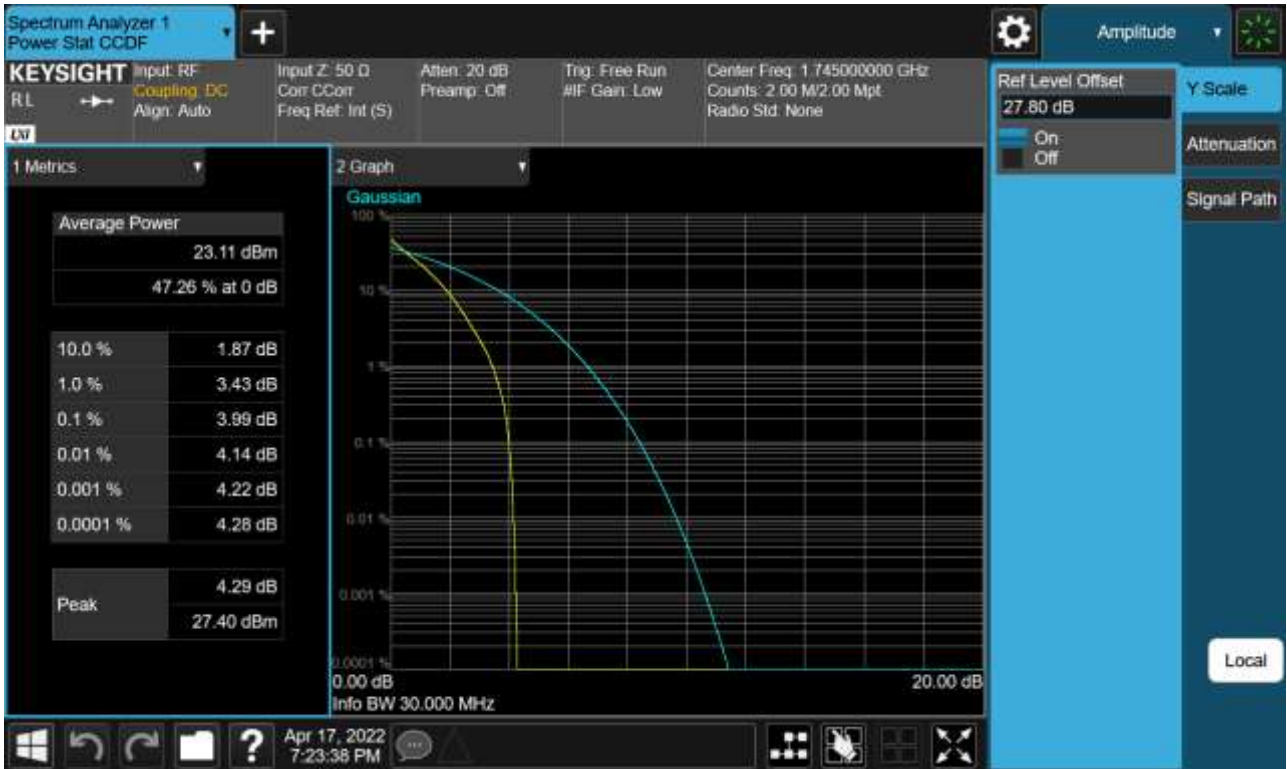 Spectrum Analyzer 1
Power Stat CCDF
+
Amplitude
KEYSIGHT
RL
LXI
Input: RF
Coupling: DC
Align: Auto
Input Z: 50 Ω
Corr CCorr
Freq Ref: Int (S)
Atten: 20 dB
Preamp: Off
Trig: Free Run
#IF Gain: Low
Center Freq: 1.745000000 GHz
Counts: 2.00 M/2.00 Mpt
Radio Std: None
Ref Level Offset
27.80 dB
On
Off
Y Scale
Attenuation
Signal Path
Local
1 Metrics
Average Power
23.11 dBm
47.26 % at 0 dB
10.0 % 1.87 dB
1.0 % 3.43 dB
0.1 % 3.99 dB
0.01 % 4.14 dB
0.001 % 4.22 dB
0.0001 % 4.28 dB
Peak
4.29 dB
27.40 dBm
2 Graph
Gaussian
100 %
10 %
1 %
0.1 %
0.01 %
0.001 %
0.0001 %
0.00 dB 20.00 dB
Info BW 30.000 MHz
?
Apr 17, 2022
7:23:38 PM